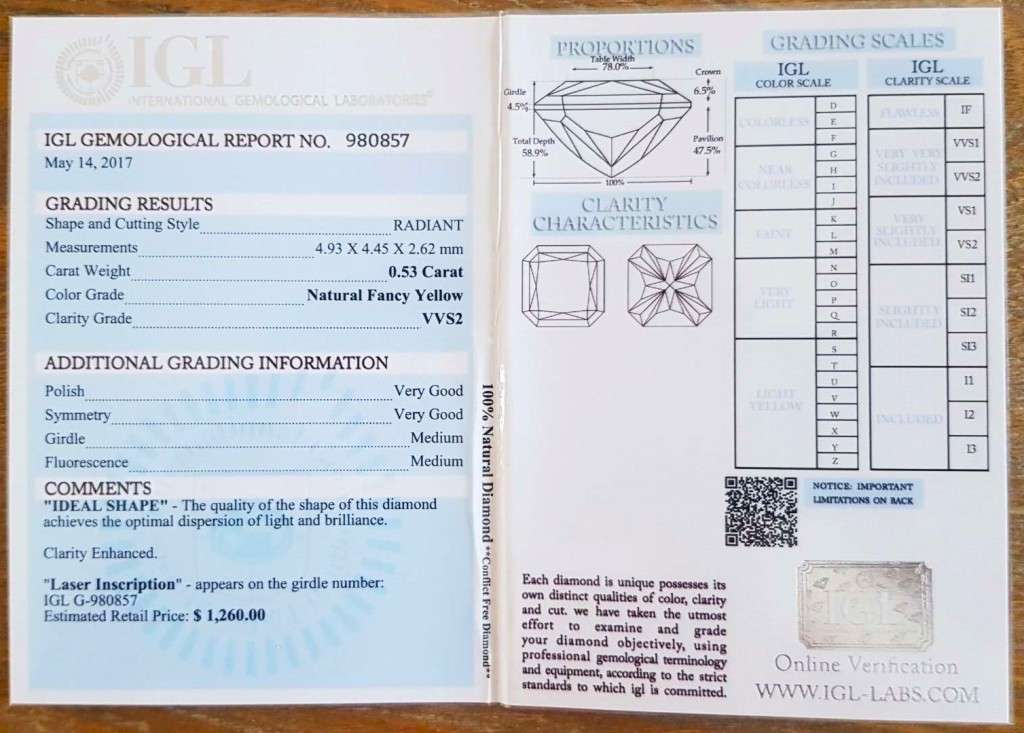 IGL
INTERNATIONAL GEMOLOGICAL LABORATORIES
IGL GEMOLOGICAL REPORT NO. 980857
May 14, 2017
GRADING RESULTS
Shape and Cutting Style RADIANT
Measurements 4.93 X 4.45 X 2.62 mm
Carat Weight 0.53 Carat
Color Grade Natural Fancy Yellow
Clarity Grade VVS2
ADDITIONAL GRADING INFORMATION
Polish Very Good
Symmetry Very Good
Girdle Medium
Fluorescence Medium
COMMENTS
"IDEAL SHAPE" - The quality of the shape of this diamond
achieves the optimal dispersion of light and brilliance.
Clarity Enhanced.
"Laser Inscription" - appears on the girdle number:
IGL G-980857
Estimated Retail Price: $ 1,260.00
100% Natural Diamond **Conflict Free Diamond**
PROPORTIONS
Table Width
78.0%
Crown
6.5%
Girdle
4.5%
Total Depth
58.9%
Pavilion
47.5%
100%
CLARITY
CHARACTERISTICS
Each diamond is unique possesses its
own distinct qualities of color, clarity
and cut. we have taken the utmost
effort to examine and grade
your diamond objectively, using
professional gemological terminology
and equipment, according to the strict
standards to which igl is committed.
GRADING SCALES
IGL
COLOR SCALE
COLORLESS
D
E
F
NEAR
COLORLESS
G
H
I
J
FAINT
K
L
M
VERY
LIGHT
N
O
P
Q
R
LIGHT
YELLOW
S
T
U
V
W
X
Y
Z
IGL
CLARITY SCALE
FLAWLESS
IF
VERY VERY
SLIGHTLY
INCLUDED
VVS1
VVS2
VERY
SLIGHTLY
INCLUDED
VS1
VS2
SLIGHTLY
INCLUDED
SI1
SI2
SI3
INCLUDED
I1
I2
I3
NOTICE: IMPORTANT
LIMITATIONS ON BACK
IGL
Online Verification
WWW.IGL-LABS.COM